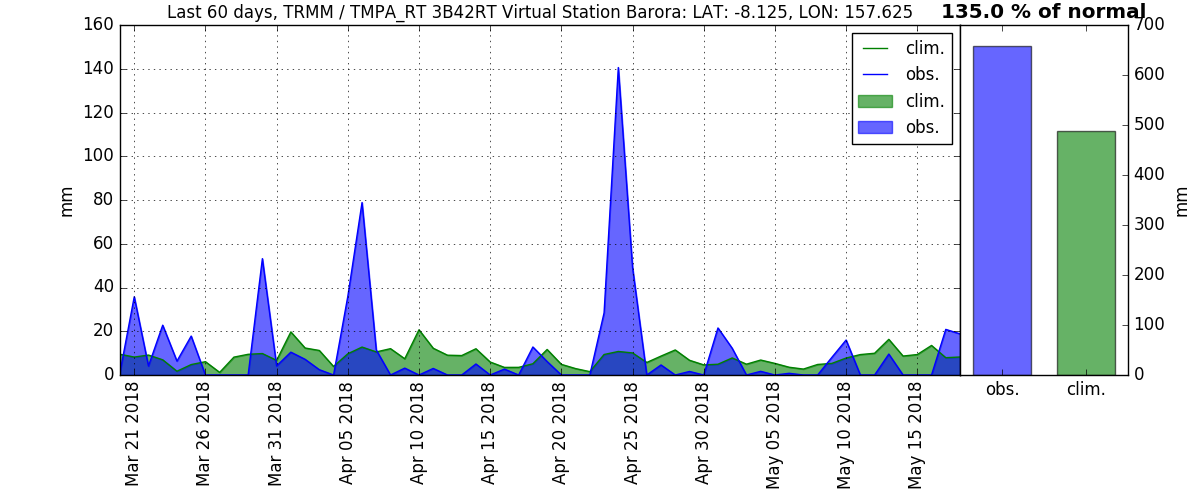 Last 60 days, TRMM / TMPA_RT 3B42RT Virtual Station Barora: LAT: -8.125, LON: 157.625
135.0 % of normal
160
140
120
100
80
60
40
20
0
mm
clim.
obs.
clim.
obs.
700
600
500
400
300
200
100
0
mm
obs.
clim.
Mar 21 2018
Mar 26 2018
Mar 31 2018
Apr 05 2018
Apr 10 2018
Apr 15 2018
Apr 20 2018
Apr 25 2018
Apr 30 2018
May 05 2018
May 10 2018
May 15 2018